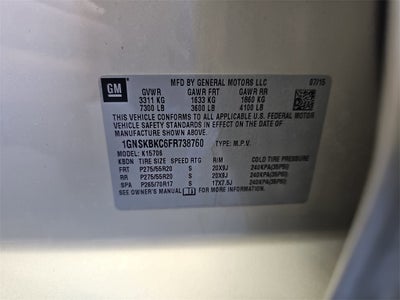 GM
MFD BY GENERAL MOTORS LLC 07/15
GVWR GAWR FRT GAWR RR
3311 KG 1633 KG 1860 KG
7300 LB 3600 LB 4100 LB
THIS VEHICLE CONFORMS TO ALL APPLICABLE U.S. FEDERAL MOTOR
VEHICLE SAFETY STANDARDS IN EFFECT ON THE DATE OF
MANUFACTURE SHOWN ABOVE.
1GNSKBKC6FR738760 TYPE: M.P.V.
MODEL: K15706
KBDN TIRE SIZE SPEED RTG RIM COLD TIRE PRESSURE
FRT P275/55R20 S 20X9J 240KPA(35PSI)
RR P275/55R20 S 20X9J 240KPA(35PSI)
SPA P265/70R17 S 17X7.5J 240KPA(35PSI)
SEE OWNER'S MANUAL FOR MORE INFORMATION.